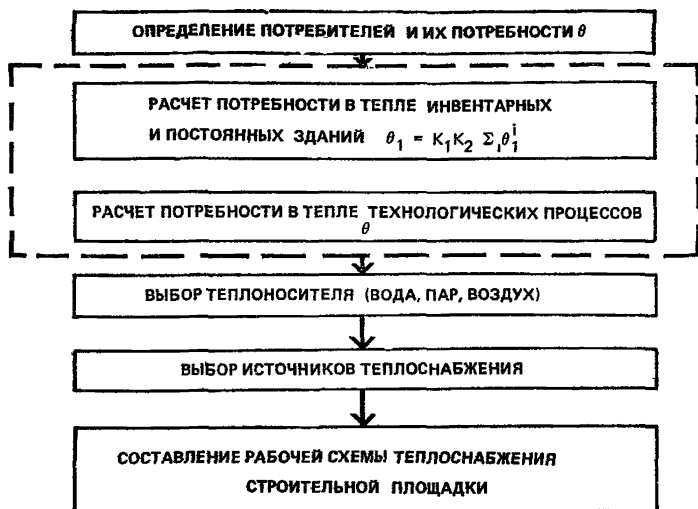 ОПРЕДЕЛЕНИЕ ПОТРЕБИТЕЛЕЙ И ИХ ПОТРЕБНОСТИ θ
РАСЧЕТ ПОТРЕБНОСТИ В ТЕПЛЕ ИНВЕНТАРНЫХ
И ПОСТОЯННЫХ ЗДАНИЙ θ₁ = K₁K₂ Σᵢθ₁ⁱ
РАСЧЕТ ПОТРЕБНОСТИ В ТЕПЛЕ ТЕХНОЛОГИЧЕСКИХ ПРОЦЕССОВ
θ
ВЫБОР ТЕПЛОНОСИТЕЛЯ (ВОДА, ПАР, ВОЗДУХ)
ВЫБОР ИСТОЧНИКОВ ТЕПЛОСНАБЖЕНИЯ
СОСТАВЛЕНИЕ РАБОЧЕЙ СХЕМЫ ТЕПЛОСНАБЖЕНИЯ
СТРОИТЕЛЬНОЙ ПЛОЩАДКИ